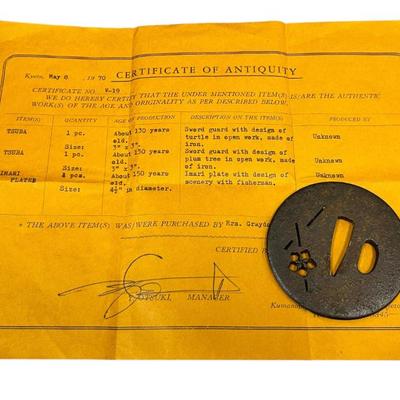 Kyoto, May 8, 1970 CERTIFICATE OF ANTIQUITY
CERTIFICATE NO. W-19
WE DO HEREBY CERTIFY THAT THE UNDER MENTIONED ITEM(S) IS/ARE THE AUTHENTIC
WORK(S) OF THE AGE AND ORIGINALITY AS PER DESCRIBED BELOW.
ITEM(S) QUANTITY AGE OF PRODUCTION DESCRIPTION ON THE ITEM(S) PRODUCED BY
TSUBA 1 pc. About 130 years Sword guard with design of Unknown
old. turtle in open work, made
Size: 3" x 3". of iron.
TSUBA 1 pc. About 130 years Sword guard with design of Unknown
old. plum tree in open work, made
Size: 3" x 3". of iron.
IMARI 1 pc. About 150 years Imari plate with design of Unknown
PLATES old. scenery with fisherman.
Size: 4½" in diameter.
* THE ABOVE ITEM(S) WAS/WERE PURCHASED BY Mrs.
CERTIFIED
MANAGER